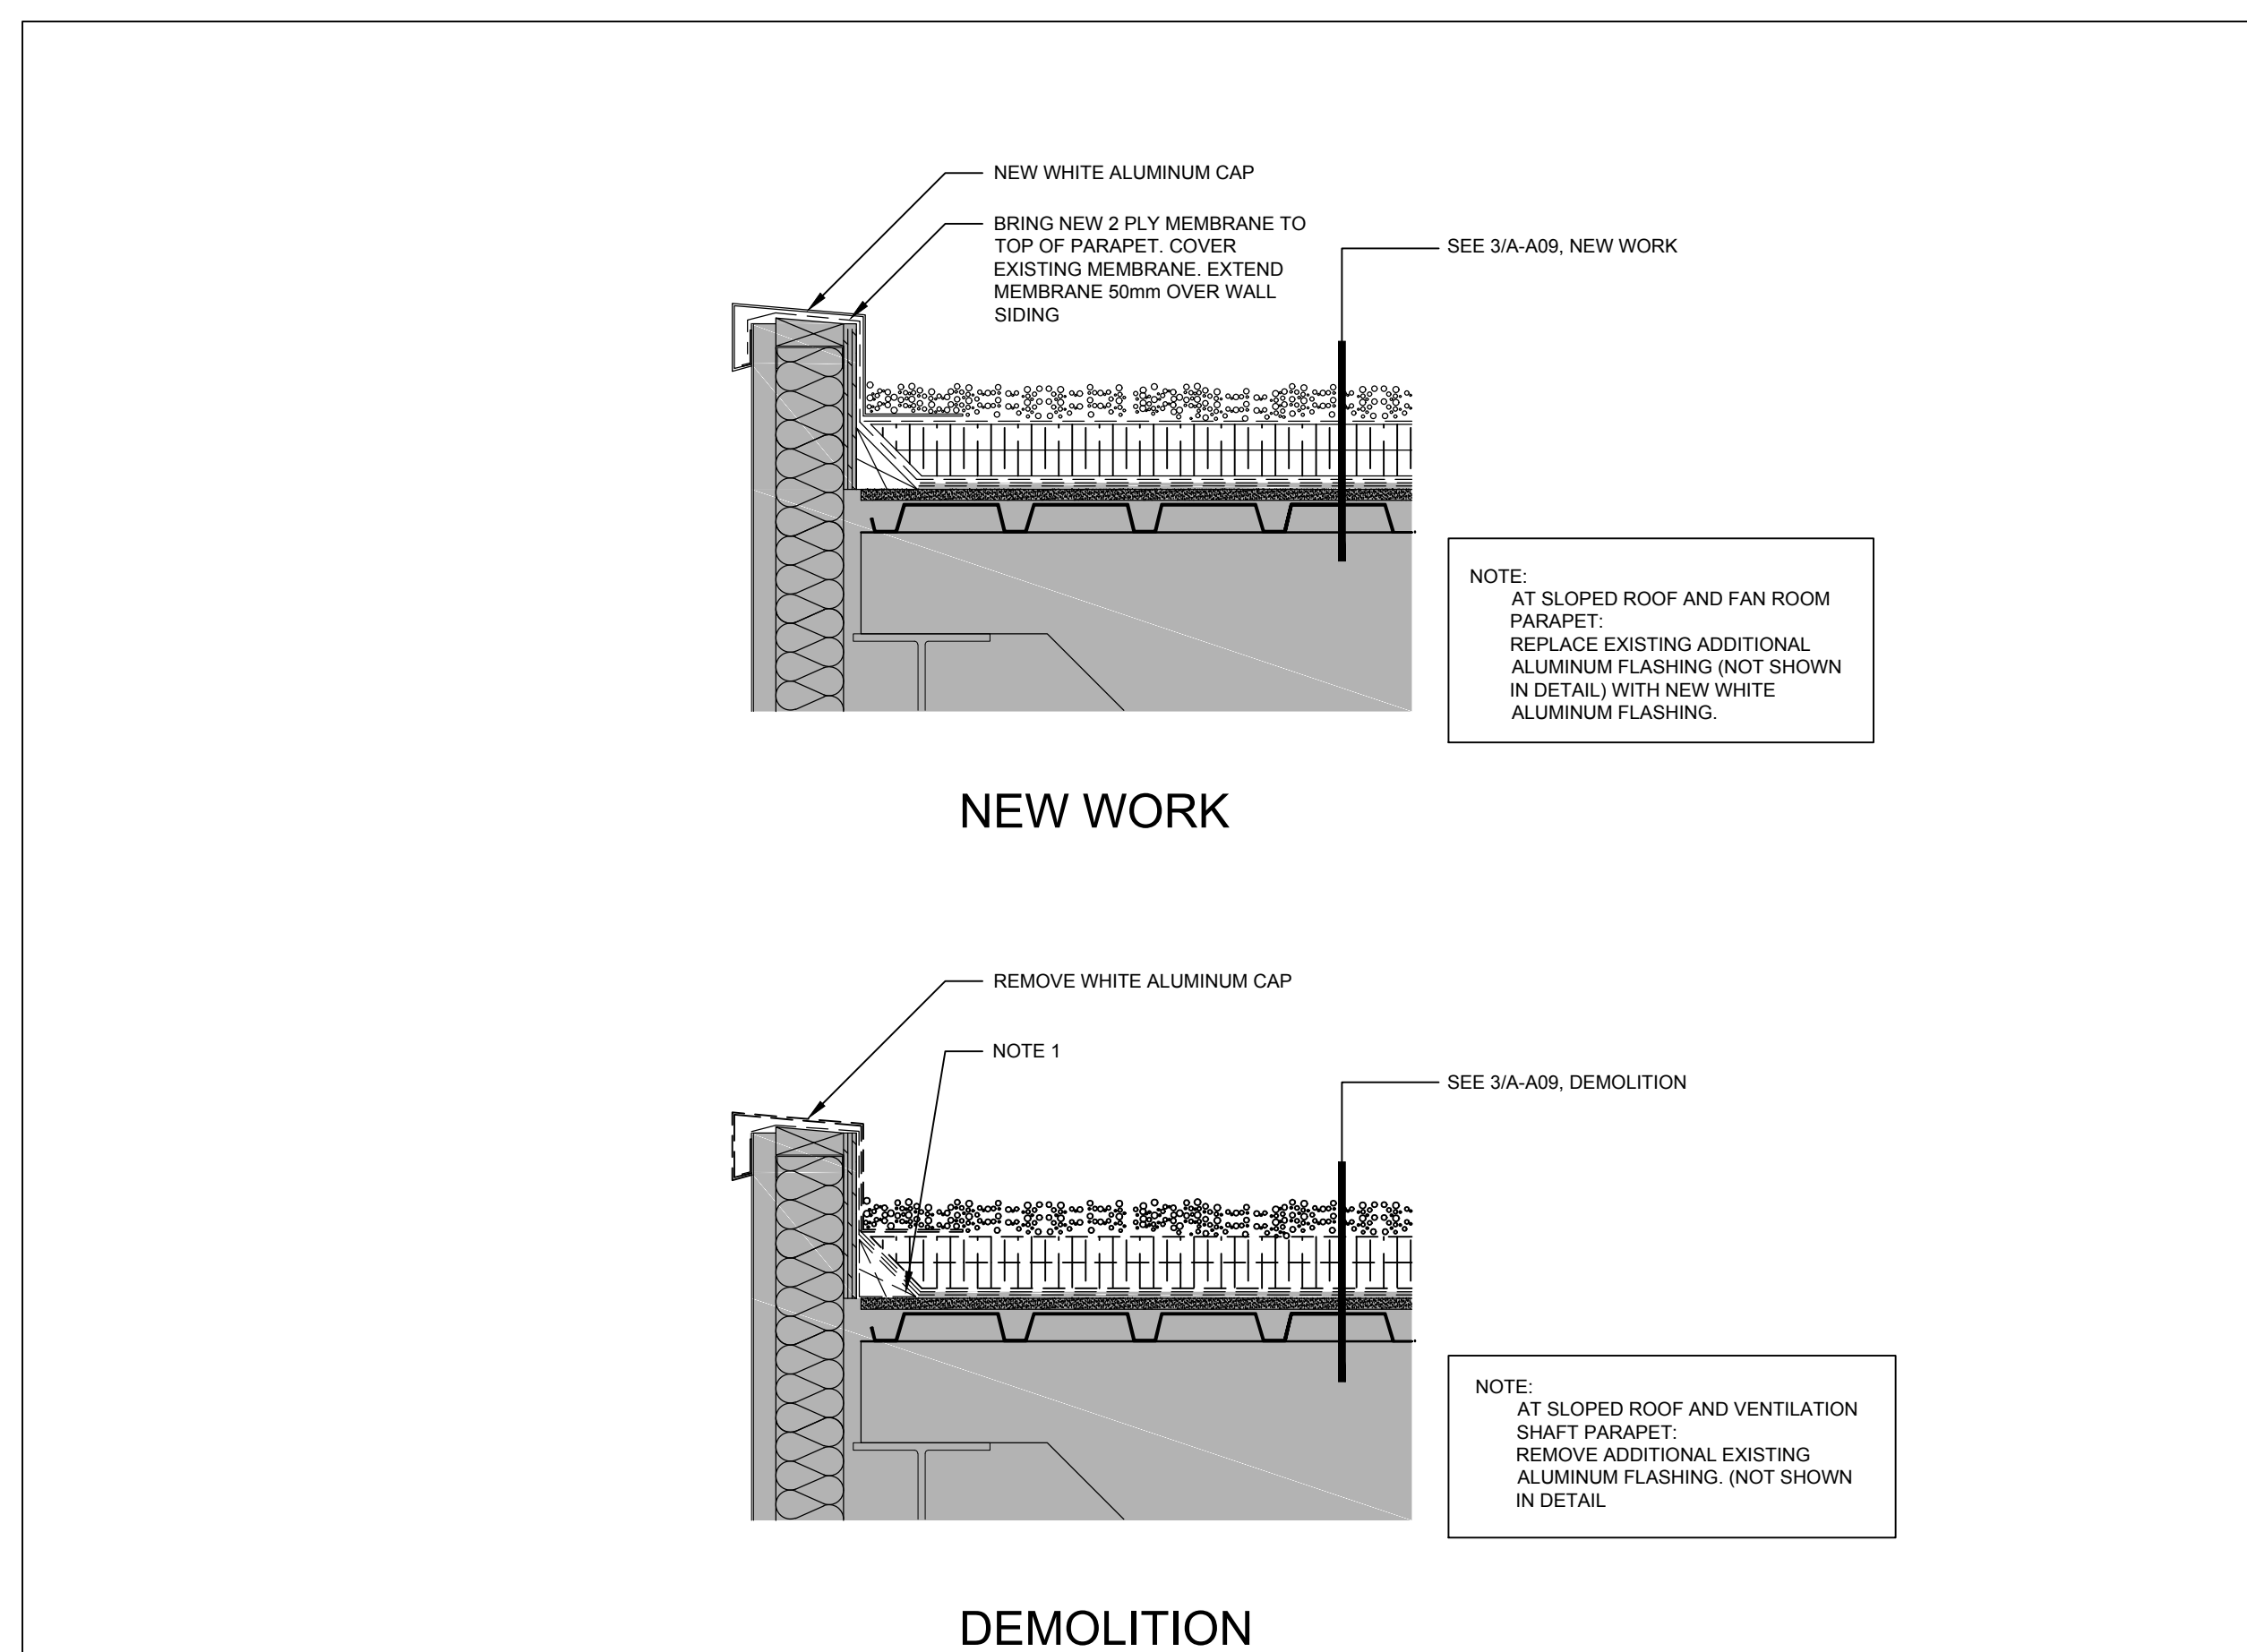 NEW WHITE ALUMINUM CAP
BRING NEW 2 PLY MEMBRANE TO
TOP OF PARAPET. COVER
EXISTING MEMBRANE. EXTEND
MEMBRANE 50mm OVER WALL
SIDING
SEE 3/A-A09, NEW WORK
NOTE:
AT SLOPED ROOF AND FAN ROOM
PARAPET:
REPLACE EXISTING ADDITIONAL
ALUMINUM FLASHING (NOT SHOWN
IN DETAIL) WITH NEW WHITE
ALUMINUM FLASHING.
NEW WORK
REMOVE WHITE ALUMINUM CAP
NOTE 1
SEE 3/A-A09, DEMOLITION
NOTE:
AT SLOPED ROOF AND VENTILATION
SHAFT PARAPET:
REMOVE ADDITIONAL EXISTING
ALUMINUM FLASHING. (NOT SHOWN
IN DETAIL
DEMOLITION